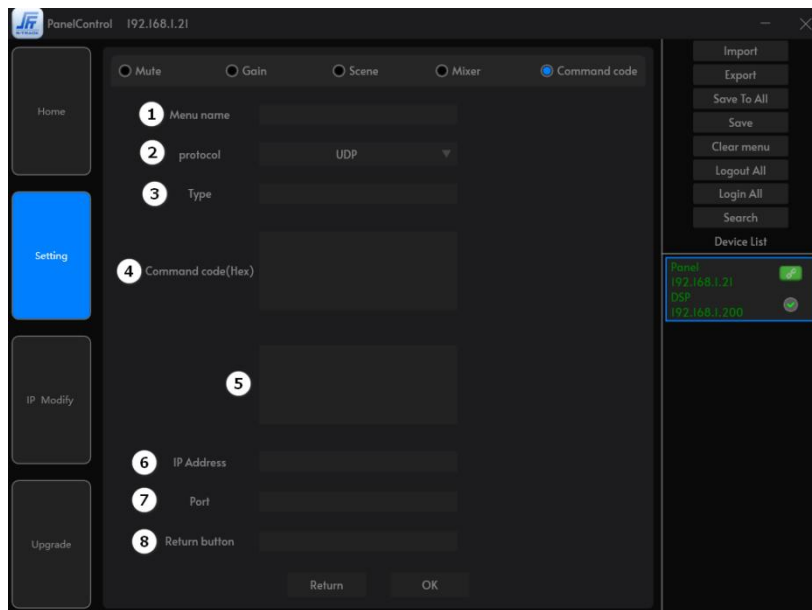 PanelControl 192.168.1.21
Mute Gain Scene Mixer Command code
Home
Setting
IP Modify
Upgrade
1 Menu name
2 protocol UDP
3 Type
4 Command code(Hex)
5
6 IP Address
7 Port
8 Return button
Return OK
Import
Export
Save To All
Save
Clear menu
Logout All
Login All
Search
Device List
Panel
192.168.1.21
DSP
192.168.1.200